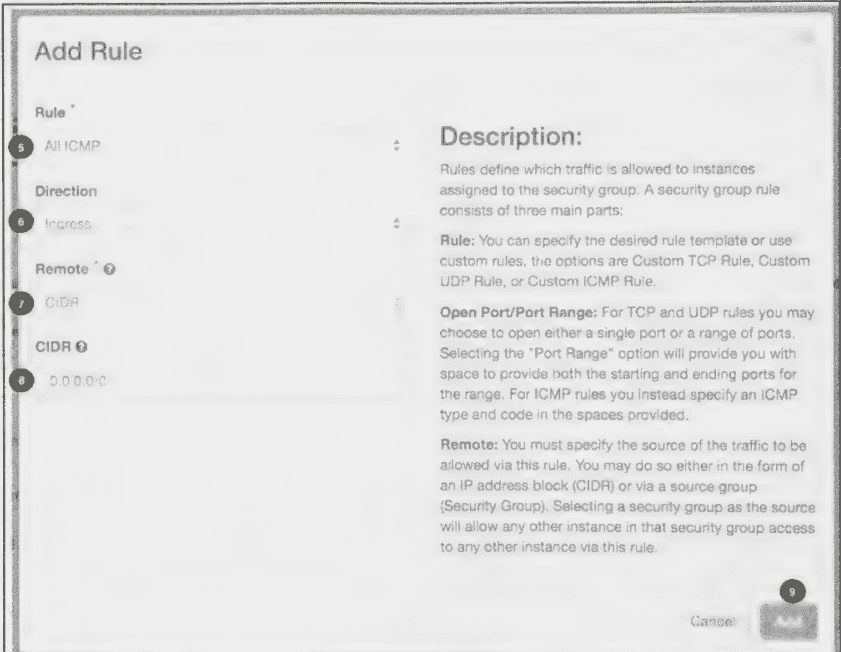 Add Rule
Rule *
5 All ICMP
Direction
6 Ingress
Remote * ?
7 CIDR
CIDR ?
8 0.0.0.0/0
Description:
Rules define which traffic is allowed to instances
assigned to the security group. A security group rule
consists of three main parts:
Rule: You can specify the desired rule template or use
custom rules, the options are Custom TCP Rule, Custom
UDP Rule, or Custom ICMP Rule.
Open Port/Port Range: For TCP and UDP rules you may
choose to open either a single port or a range of ports.
Selecting the "Port Range" option will provide you with
space to provide both the starting and ending ports for
the range. For ICMP rules you instead specify an ICMP
type and code in the spaces provided.
Remote: You must specify the source of the traffic to be
allowed via this rule. You may do so either in the form of
an IP address block (CIDR) or via a source group
(Security Group). Selecting a security group as the source
will allow any other instance in that security group access
to any other instance via this rule.
9
Cancel Add